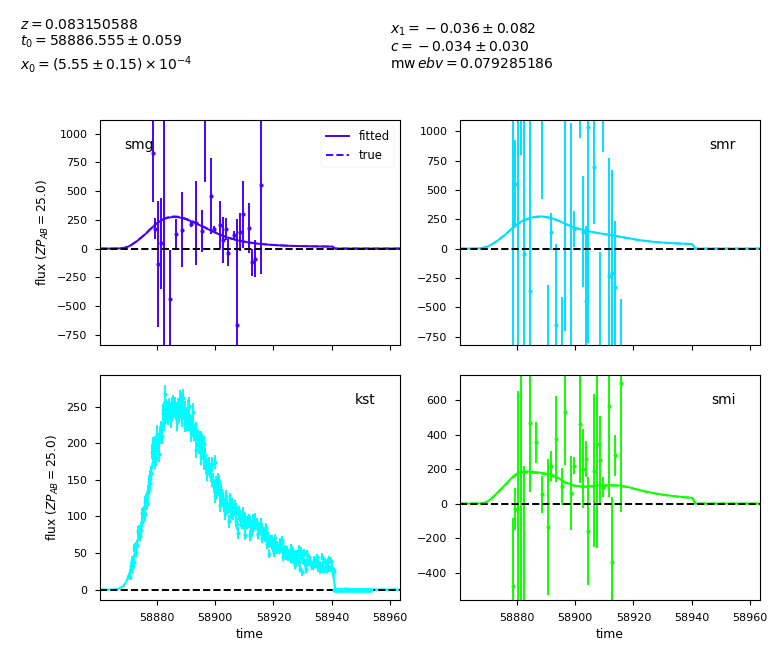 z = 0.083150588
t₀ = 58886.555 ± 0.059
x₀ = (5.55 ± 0.15) × 10⁻⁴
x₁ = −0.036 ± 0.082
c = −0.034 ± 0.030
mw ebv = 0.079285186
smg
fitted
true
1000
750
500
250
0
−250
−500
−750
flux (ZP_AB = 25.0)
smr
1000
750
500
250
0
−250
−500
−750
kst
250
200
150
100
50
0
flux (ZP_AB = 25.0)
58880 58900 58920 58940 58960
time
smi
600
400
200
0
−200
−400
58880 58900 58920 58940 58960
time